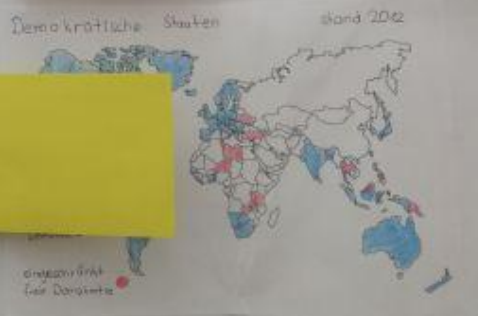 Demokratische Staaten Stand 2012
eingeschränkt
freie Demokratie